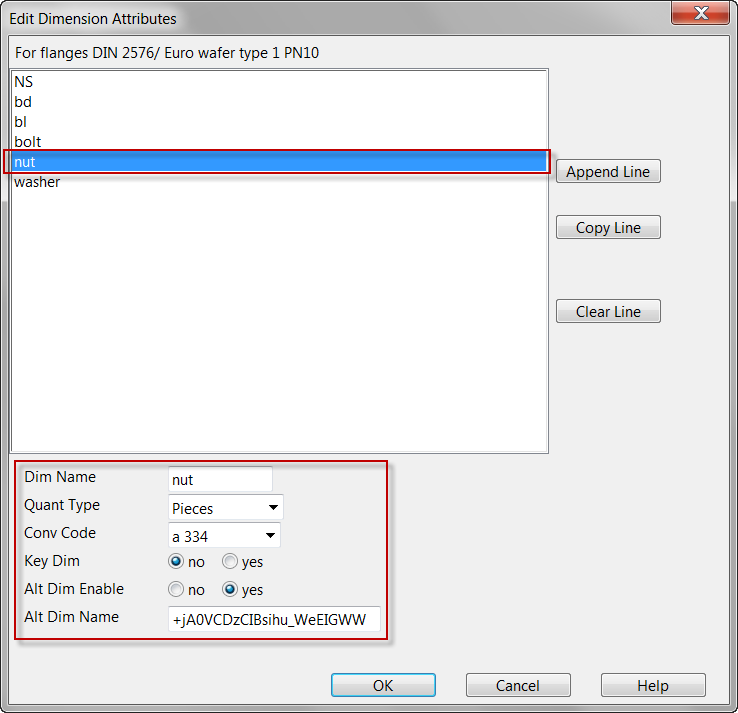 Edit Dimension Attributes
For flanges DIN 2576/ Euro wafer type 1 PN10
NS
bd
bl
bolt
nut
washer
Append Line
Copy Line
Clear Line
Dim Name nut
Quant Type Pieces
Conv Code a 334
Key Dim no yes
Alt Dim Enable no yes
Alt Dim Name +jA0VCDzCIBsihu_WeEIGWW
OK Cancel Help